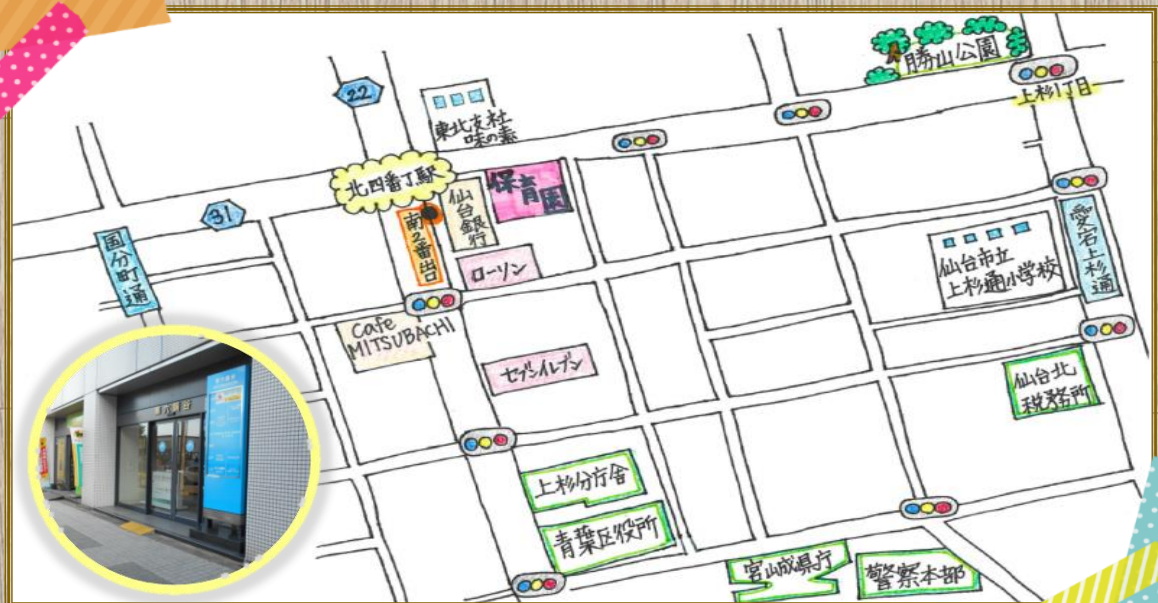 勝山公園
上杉1丁目
22
東北支社
味の素
北四番丁駅
保育園
仙台銀行
31
南2番出
国分町通
ローソン
愛宕上杉通
仙台市立
上杉通小学校
Cafe
MITSUBACHI
セブンイレブン
仙台北
税務所
上杉分庁舎
青葉区役所
宮城県庁
警察本部